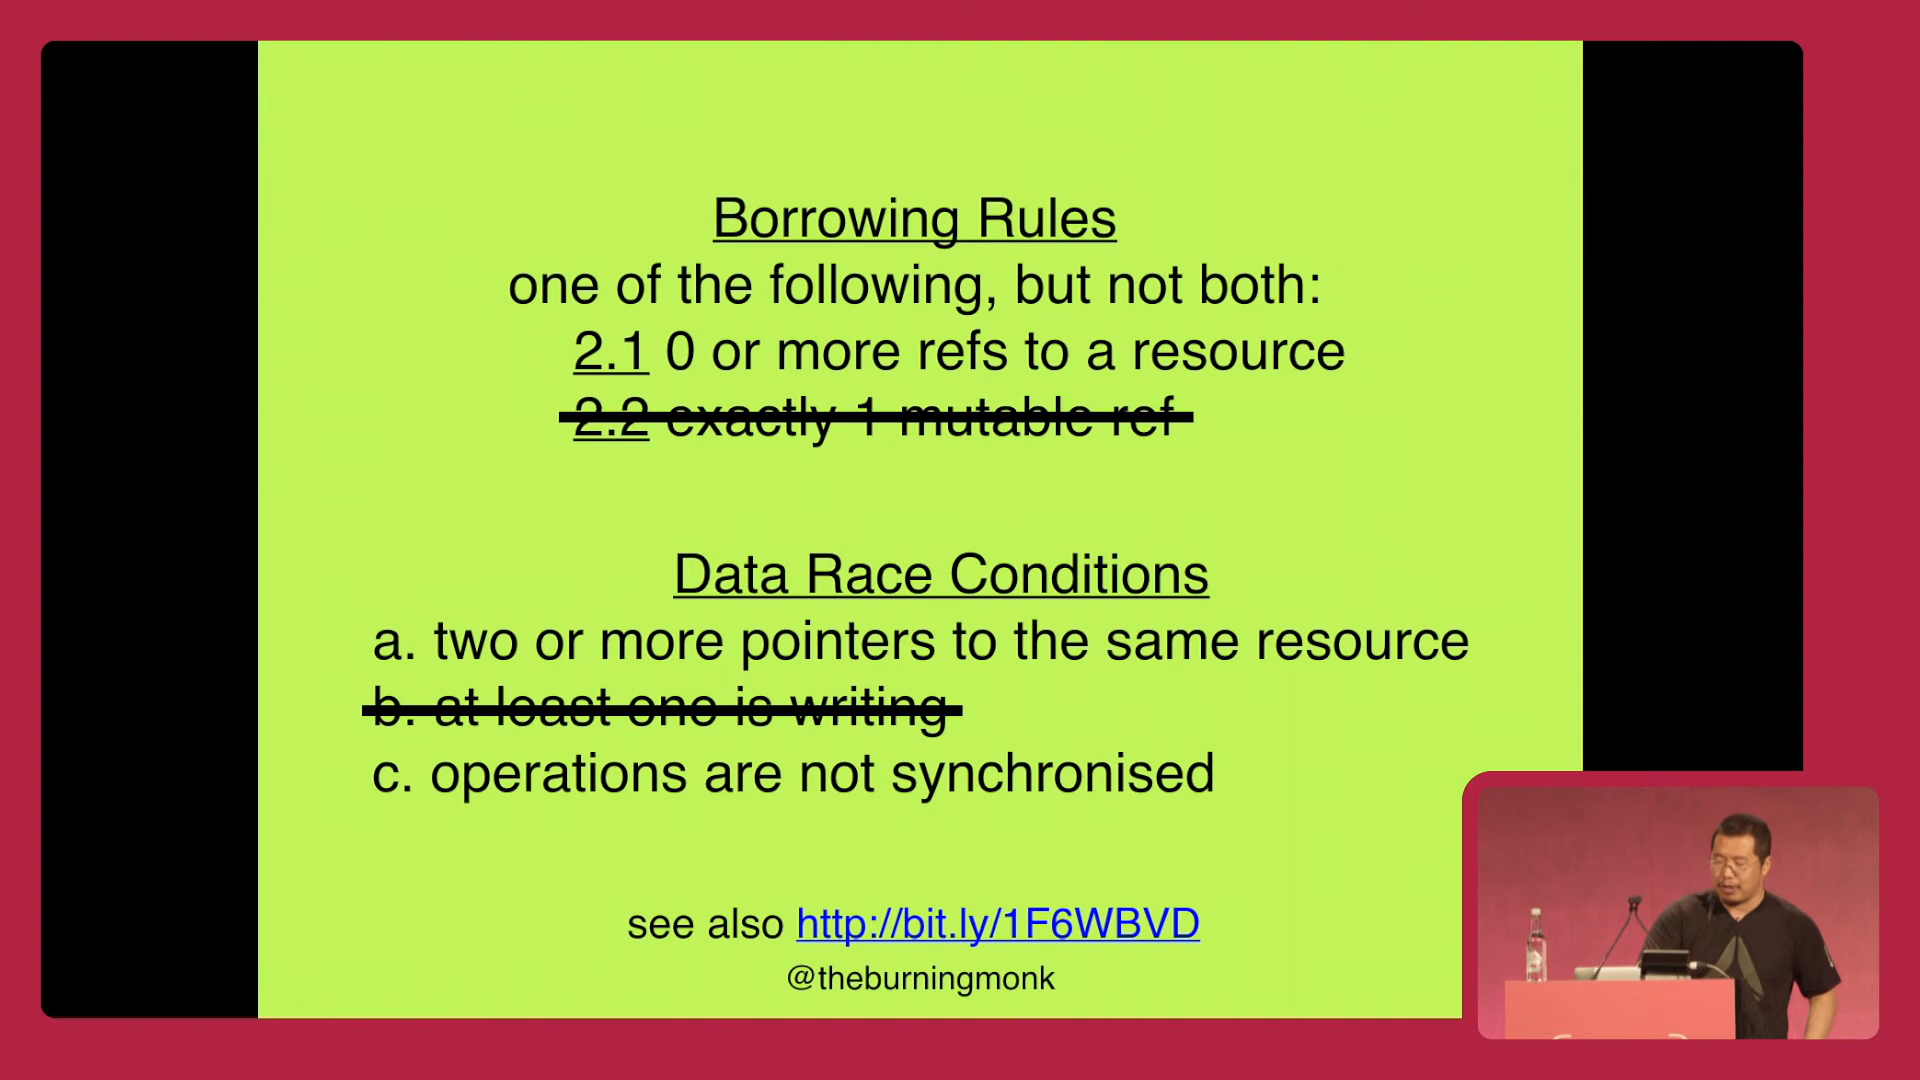 Borrowing Rules
one of the following, but not both:
2.1 0 or more refs to a resource
2.2 exactly 1 mutable ref
Data Race Conditions
a. two or more pointers to the same resource
b. at least one is writing
c. operations are not synchronised
see also http://bit.ly/1F6WBVD
@theburningmonk